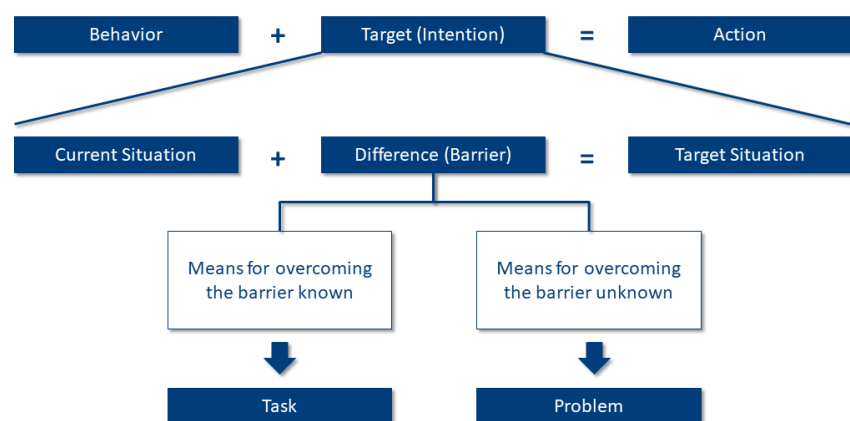 Behavior + Target (Intention) = Action
Current Situation + Difference (Barrier) = Target Situation
Means for overcoming
the barrier known
Means for overcoming
the barrier unknown
Task
Problem